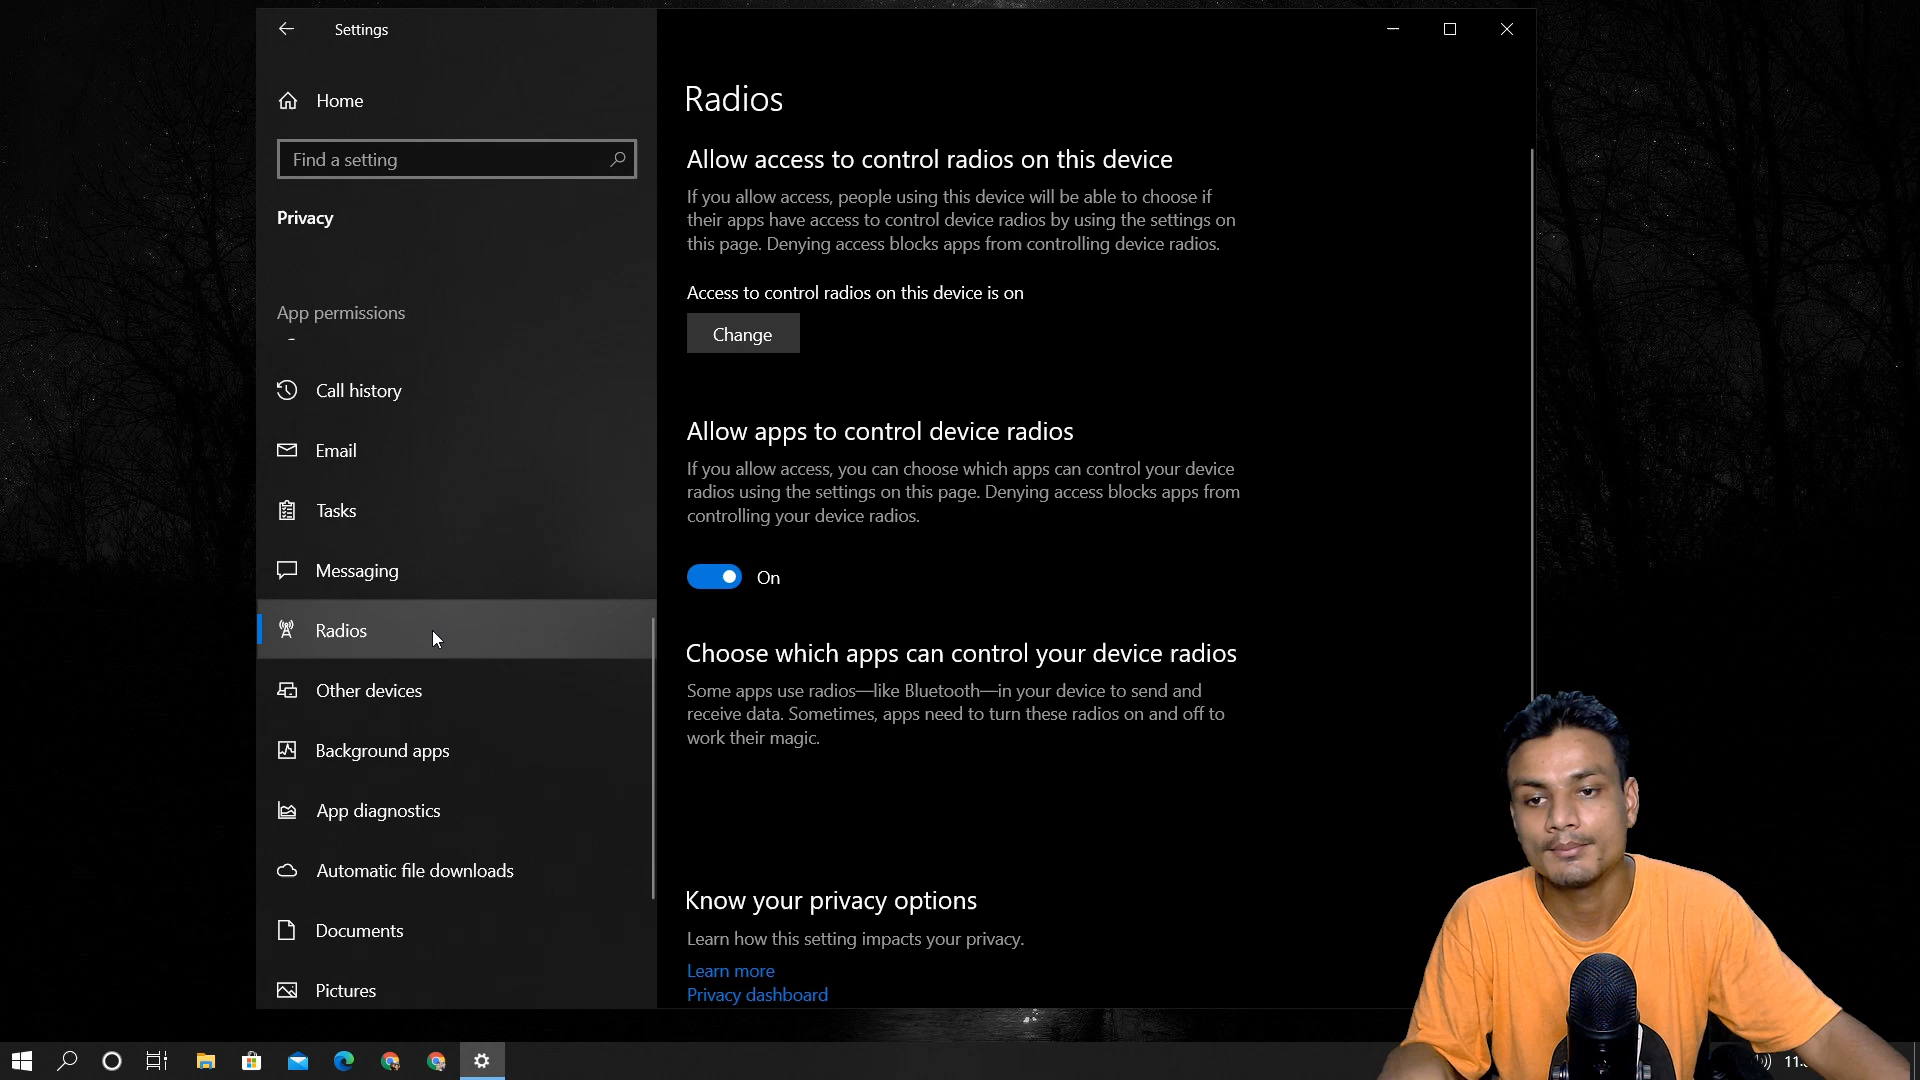 Settings
Home
Find a setting
Privacy
App permissions
Call history
Email
Tasks
Messaging
Radios
Other devices
Background apps
App diagnostics
Automatic file downloads
Documents
Pictures
Radios
Allow access to control radios on this device
If you allow access, people using this device will be able to choose if
their apps have access to control device radios by using the settings on
this page. Denying access blocks apps from controlling device radios.
Access to control radios on this device is on
Change
Allow apps to control device radios
If you allow access, you can choose which apps can control your device
radios using the settings on this page. Denying access blocks apps from
controlling your device radios.
On
Choose which apps can control your device radios
Some apps use radios—like Bluetooth—in your device to send and
receive data. Sometimes, apps need to turn these radios on and off to
work their magic.
Know your privacy options
Learn how this setting impacts your privacy.
Learn more
Privacy dashboard